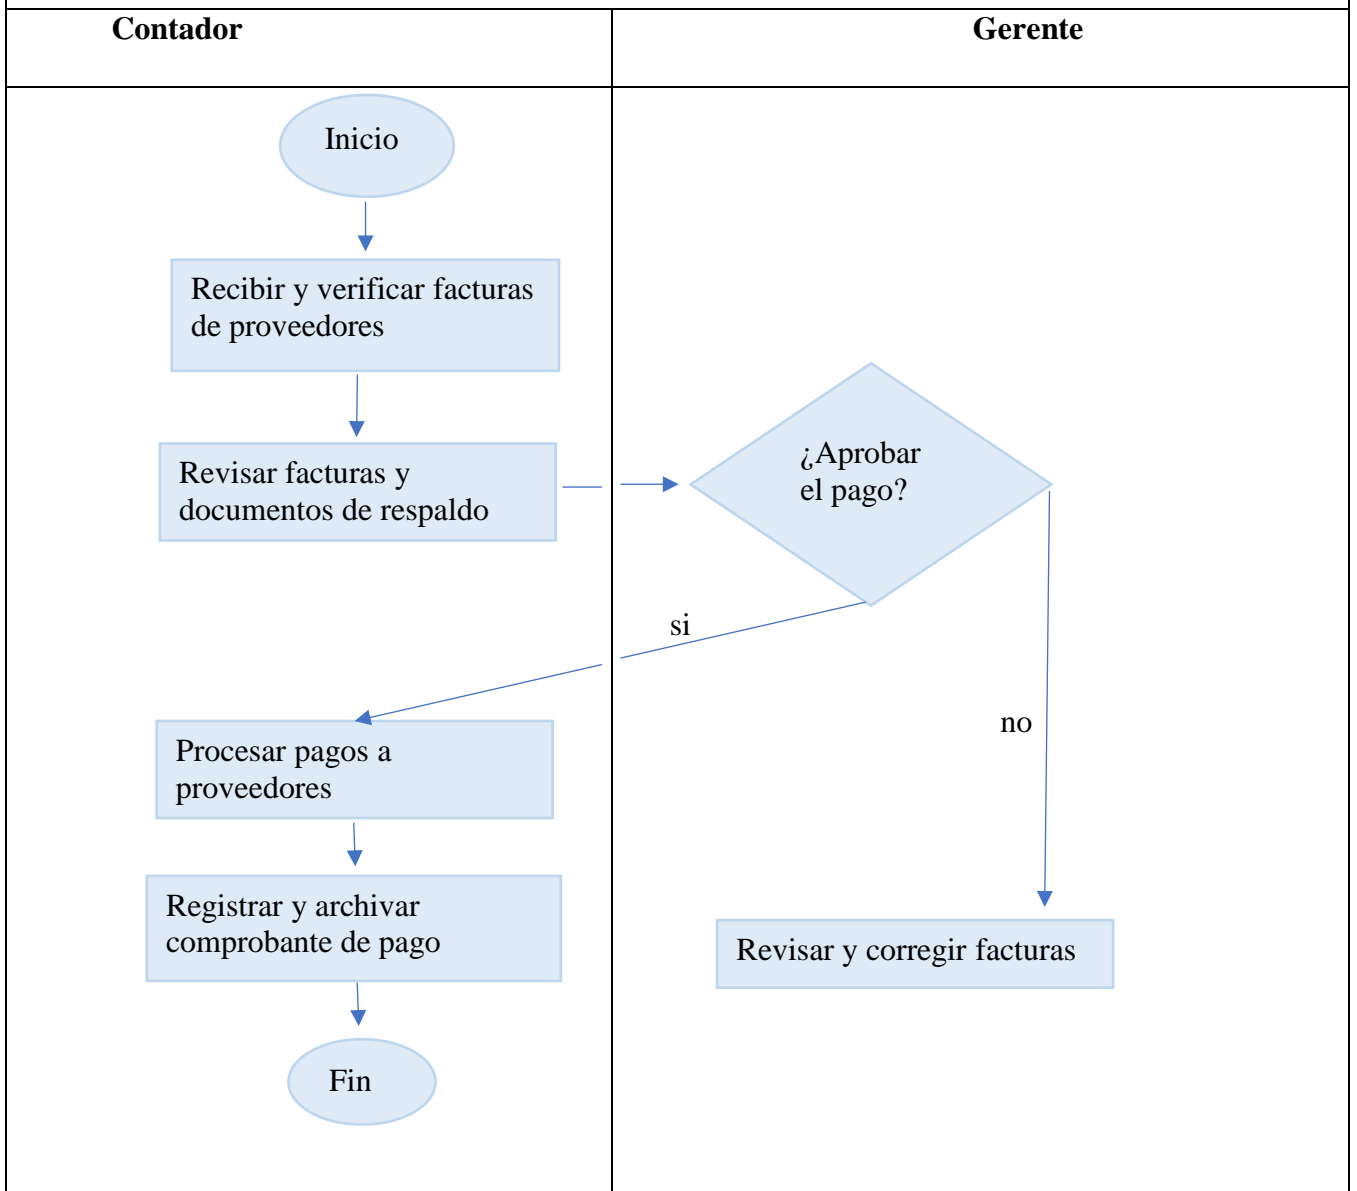 Contador
Gerente
Inicio
Recibir y verificar facturas
de proveedores
Revisar facturas y
documentos de respaldo
¿Aprobar
el pago?
si
no
Procesar pagos a
proveedores
Registrar y archivar
comprobante de pago
Revisar y corregir facturas
Fin